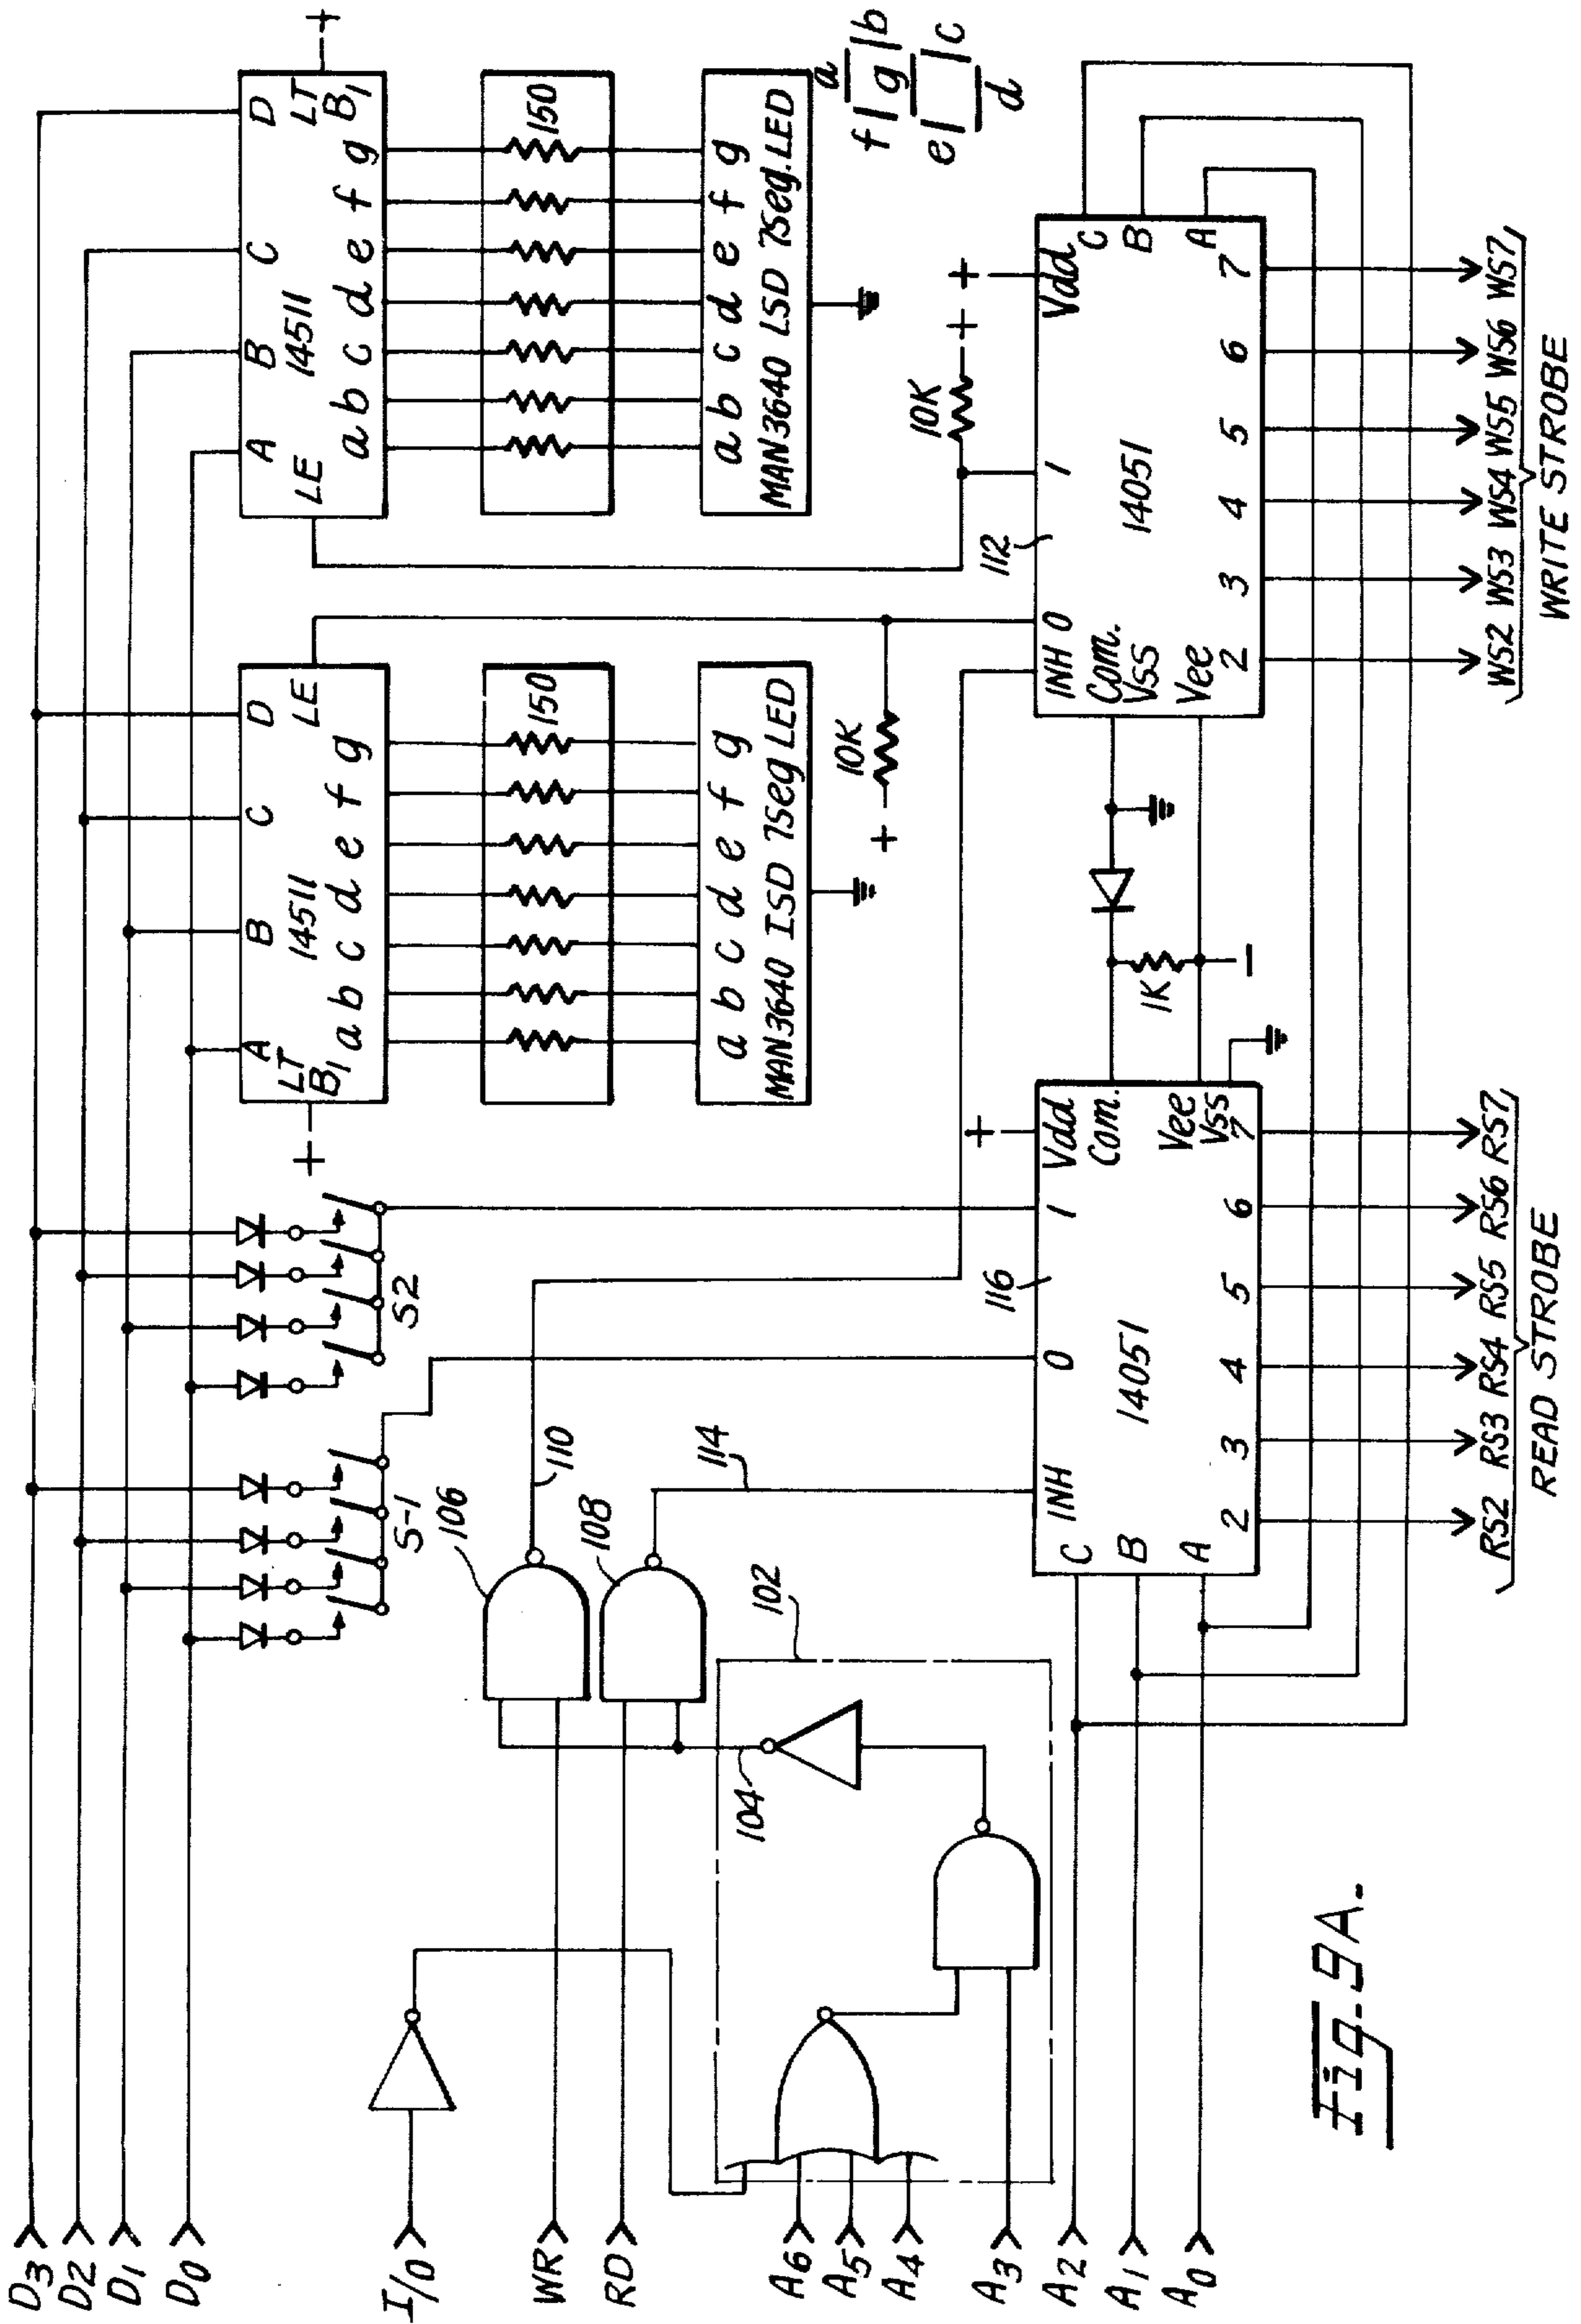 D3
D2
D1
D0
I/O
WR
RD
A6
A5
A4
A3
A2
A1
A0
S-1
S2
106
110
108
114
102
104
A B C D
LT
B1
LE
14511
a b c d e f g
+
150
a b c d e f g
MAN3640 ISD 7Seg LED
10K
+
A B C D
LE
LT
B1
14511
a b c d e f g
+
150
a b c d e f g
MAN3640 LSD 7Seg. LED
a
f g b
e c
d
10K
+
+
C
B
A
INH 0 1 Vdd
Com.
Vee
Vss
116
14051
2 3 4 5 6 7
+
RS2 RS3 RS4 RS5 RS6 RS7
READ STROBE
1K
INH 0 1 Vdd
Com.
Vss
Vee
112
14051
C
B
A
2 3 4 5 6 7
WS2 WS3 WS4 WS5 WS6 WS7
WRITE STROBE
Fig. 9A.